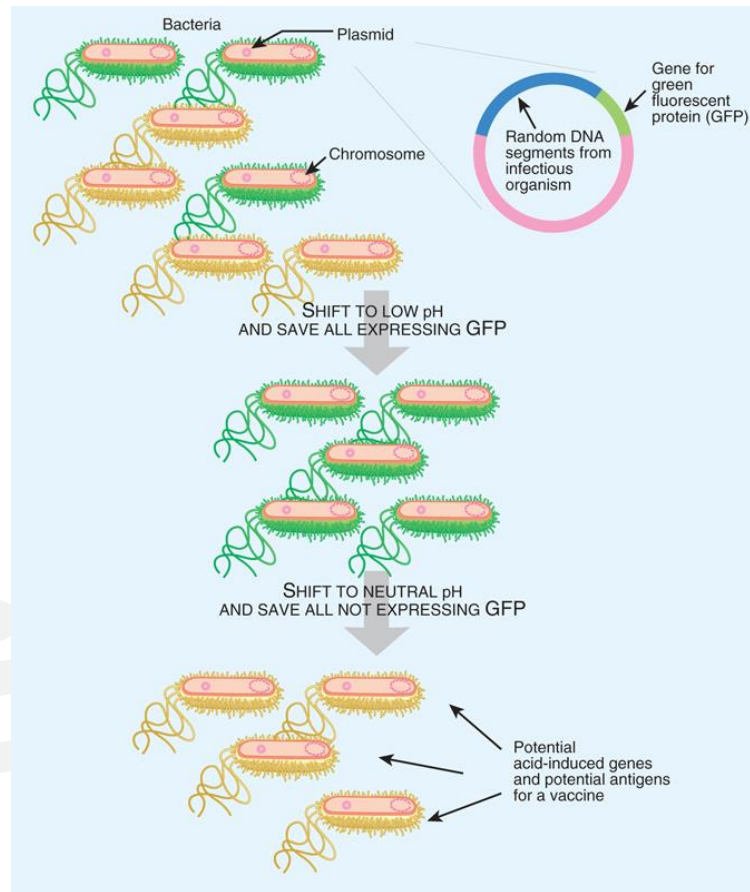 Bacteria
Plasmid
Gene for
green
fluorescent
protein (GFP)
Random DNA
segments from
infectious
organism
Chromosome
SHIFT TO LOW pH
AND SAVE ALL EXPRESSING GFP
SHIFT TO NEUTRAL pH
AND SAVE ALL NOT EXPRESSING GFP
Potential
acid-induced genes
and potential antigens
for a vaccine